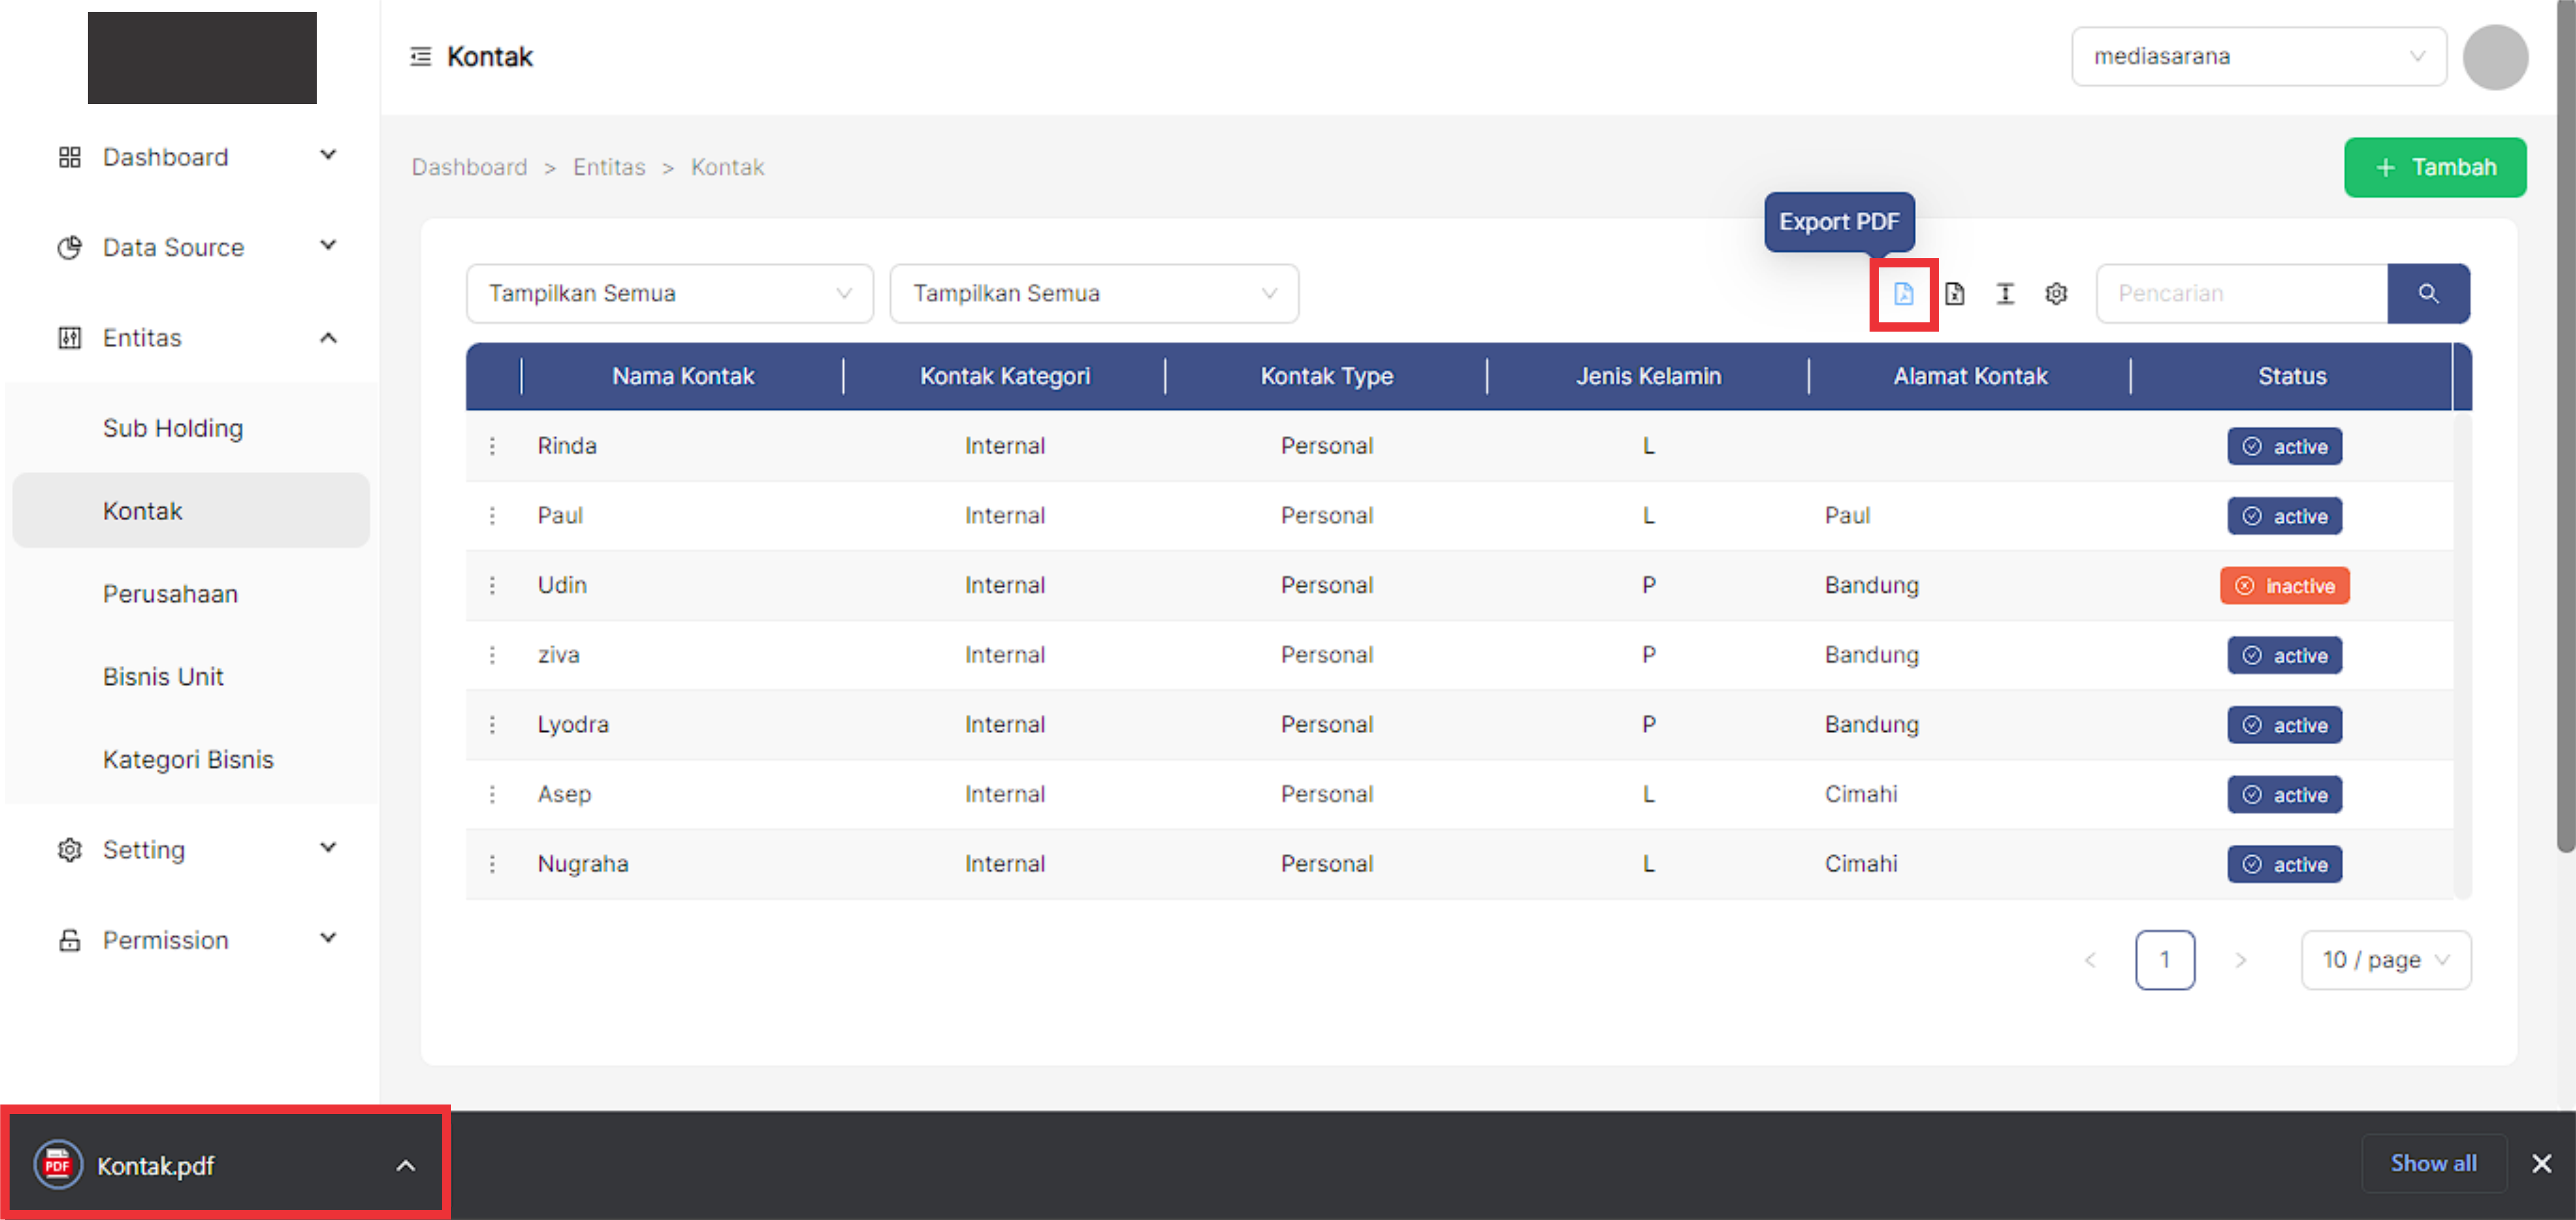 Kontak
mediasarana
Dashboard
Data Source
Entitas
Sub Holding
Kontak
Perusahaan
Bisnis Unit
Kategori Bisnis
Setting
Permission
Dashboard > Entitas > Kontak
+ Tambah
Export PDF
Tampilkan Semua
Tampilkan Semua
Pencarian
Nama Kontak Kontak Kategori Kontak Type Jenis Kelamin Alamat Kontak Status
Rinda Internal Personal L active
Paul Internal Personal L Paul active
Udin Internal Personal P Bandung inactive
ziva Internal Personal P Bandung active
Lyodra Internal Personal P Bandung active
Asep Internal Personal L Cimahi active
Nugraha Internal Personal L Cimahi active
< 1 > 10 / page
PDF
Kontak.pdf
Show all